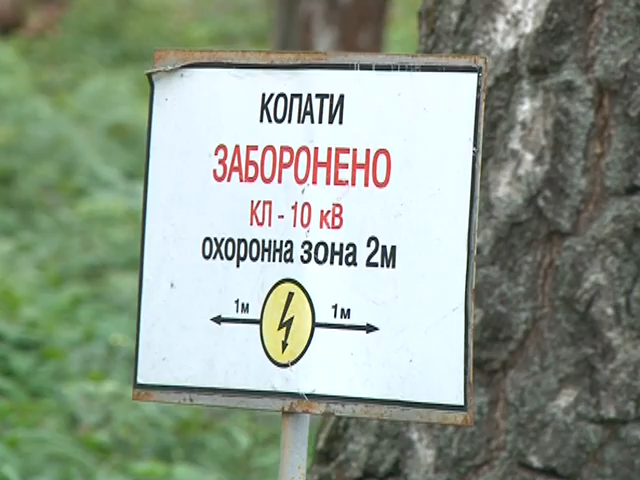 КОПАТИ
ЗАБОРОНЕНО
КЛ - 10 кВ
охоронна зона 2м
1м 1м